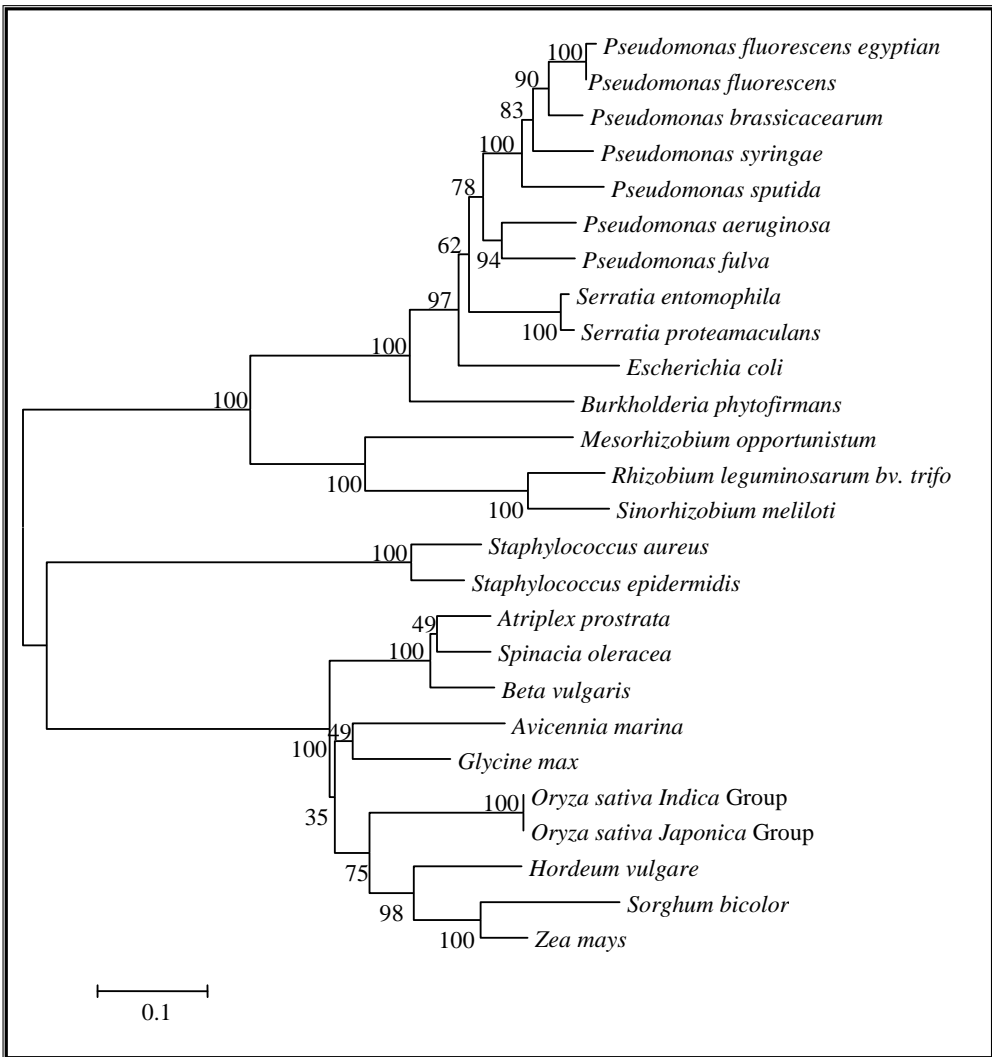 100 Pseudomonas fluorescens egyptian
90 Pseudomonas fluorescens
83 Pseudomonas brassicacearum
100 Pseudomonas syringae
78 Pseudomonas sputida
Pseudomonas aeruginosa
62 94 Pseudomonas fulva
97 Serratia entomophila
100 Serratia proteamaculans
100 Escherichia coli
100 Burkholderia phytofirmans
Mesorhizobium opportunistum
100 Rhizobium leguminosarum bv. trifo
100 Sinorhizobium meliloti
100 Staphylococcus aureus
Staphylococcus epidermidis
49 Atriplex prostrata
100 Spinacia oleracea
Beta vulgaris
49 Avicennia marina
100 Glycine max
100 Oryza sativa Indica Group
35 Oryza sativa Japonica Group
75 Hordeum vulgare
98 Sorghum bicolor
100 Zea mays
0.1